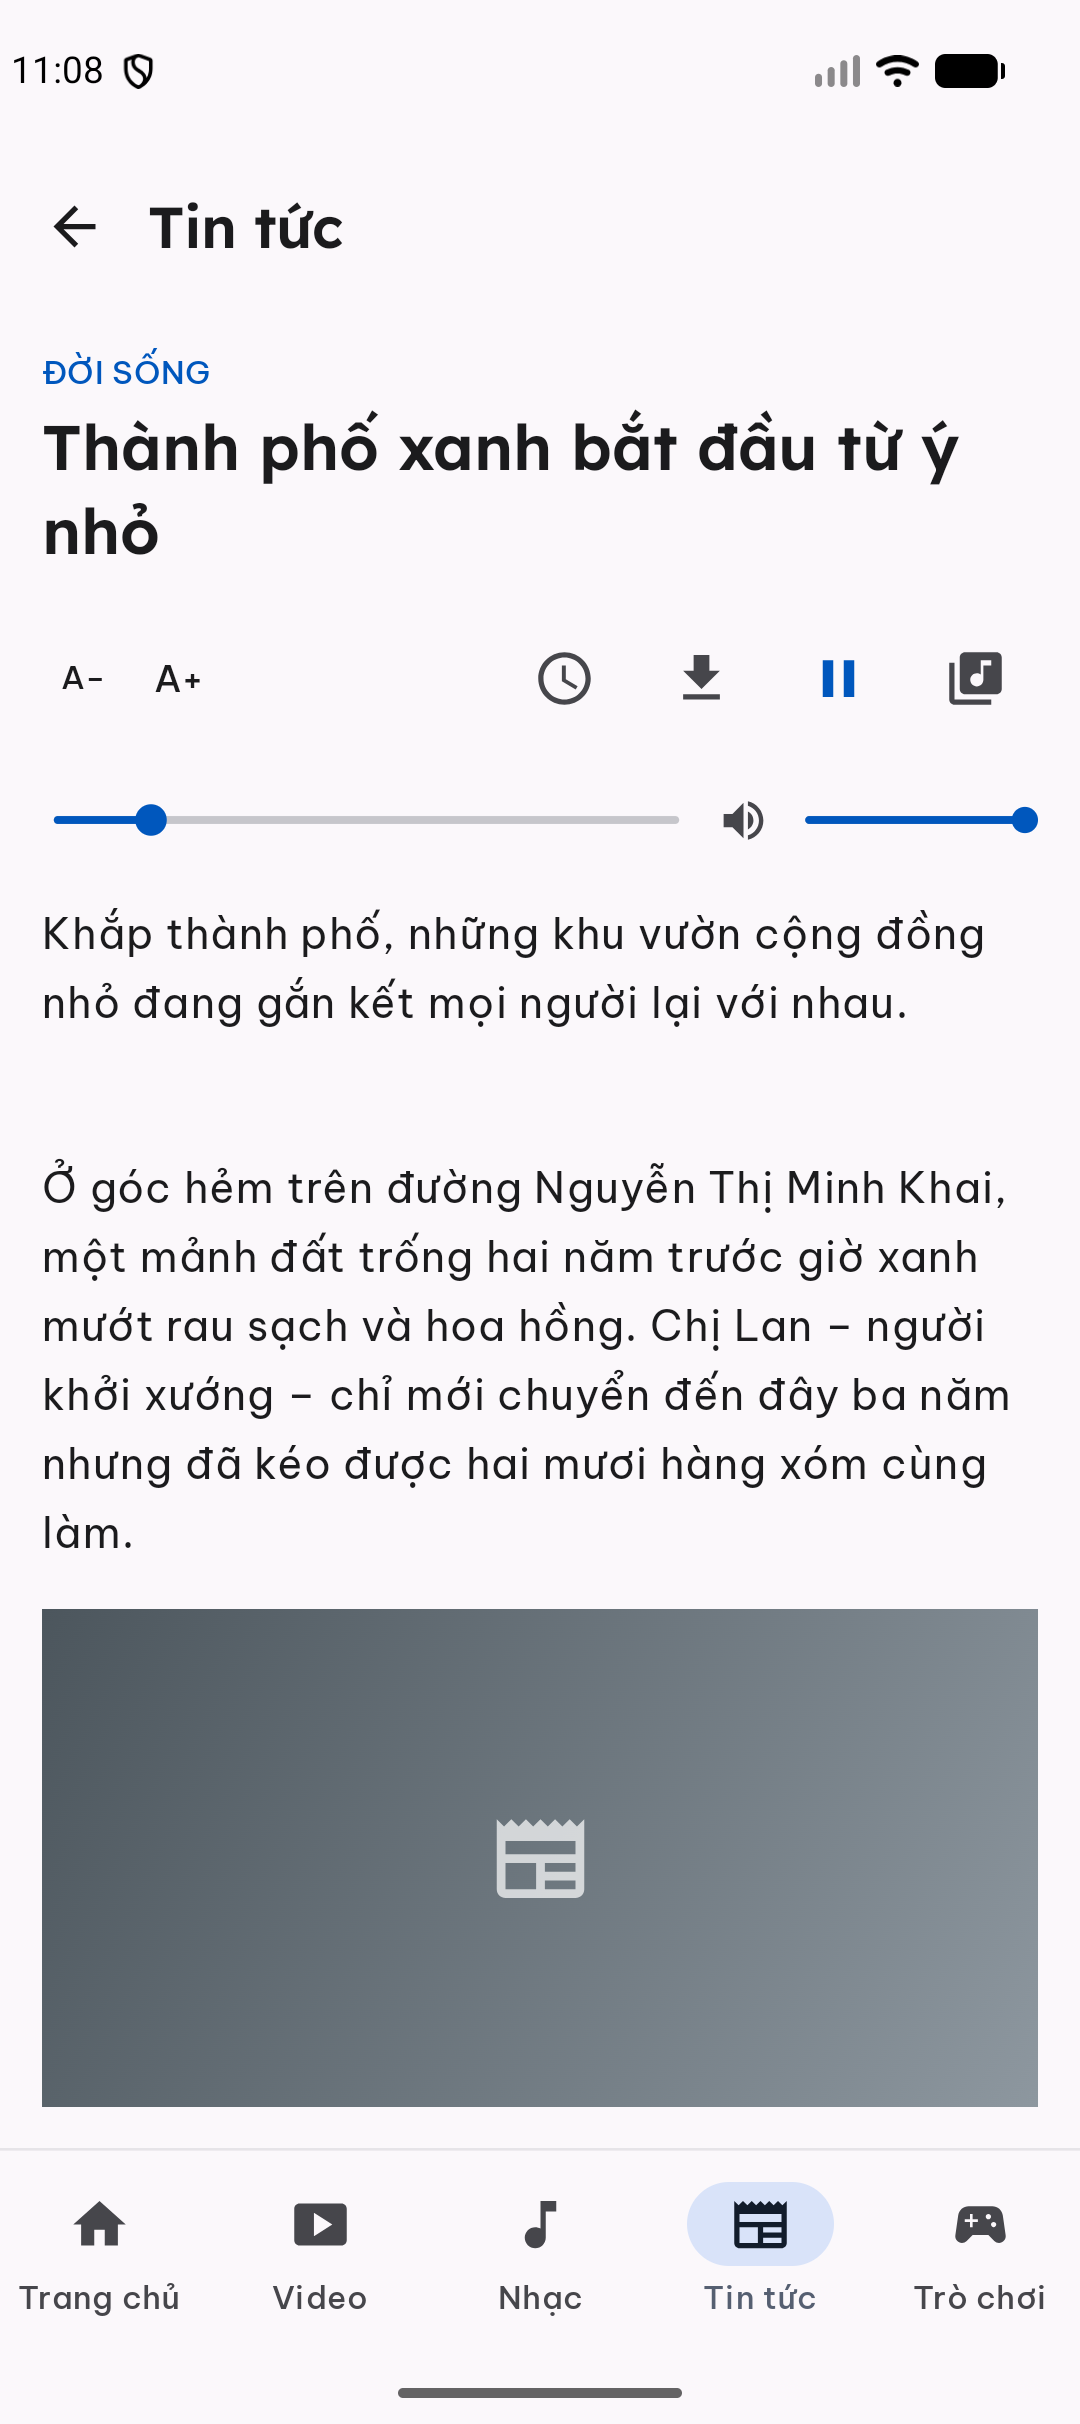 11:08
Tin tức
ĐỜI SỐNG
Thành phố xanh bắt đầu từ ý
nhỏ
A- A+
Khắp thành phố, những khu vườn cộng đồng
nhỏ đang gắn kết mọi người lại với nhau.
Ở góc hẻm trên đường Nguyễn Thị Minh Khai,
một mảnh đất trống hai năm trước giờ xanh
mướt rau sạch và hoa hồng. Chị Lan – người
khởi xướng – chỉ mới chuyển đến đây ba năm
nhưng đã kéo được hai mươi hàng xóm cùng
làm.
Trang chủ Video Nhạc Tin tức Trò chơi